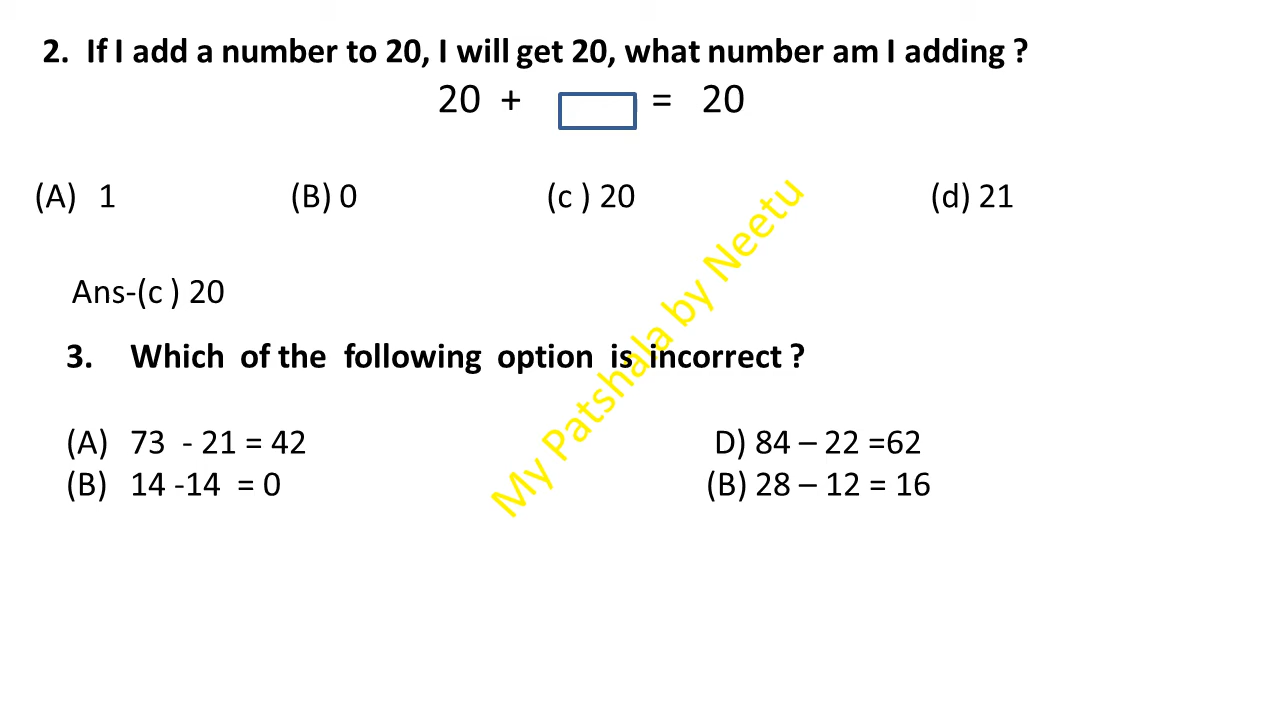 2. If I add a number to 20, I will get 20, what number am I adding ?
20 + = 20
(A) 1 (B) 0 (c ) 20 (d) 21
Ans-(c ) 20
3. Which of the following option is incorrect ?
(A) 73 - 21 = 42 D) 84 – 22 =62
(B) 14 -14 = 0 (B) 28 – 12 = 16
My Patshala by Neetu